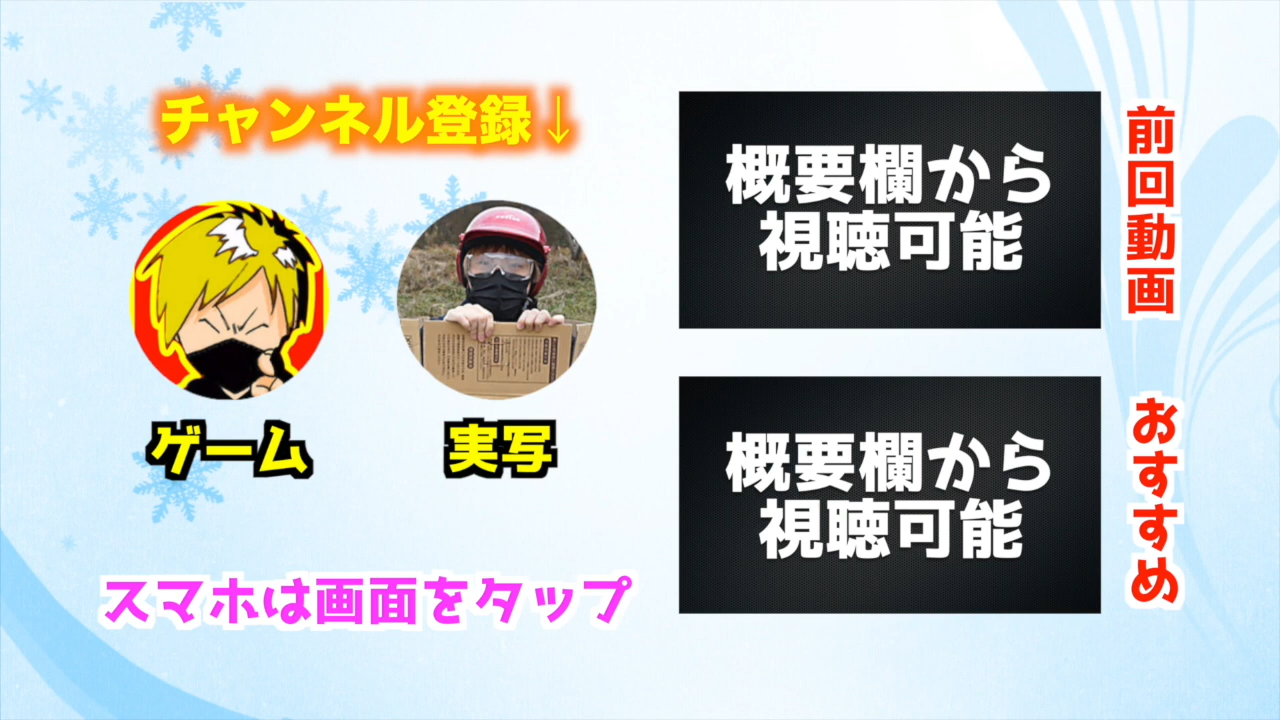 チャンネル登録↓
ゲーム
実写
スマホは画面をタップ
概要欄から
視聴可能
前回動画
概要欄から
視聴可能
おすすめ